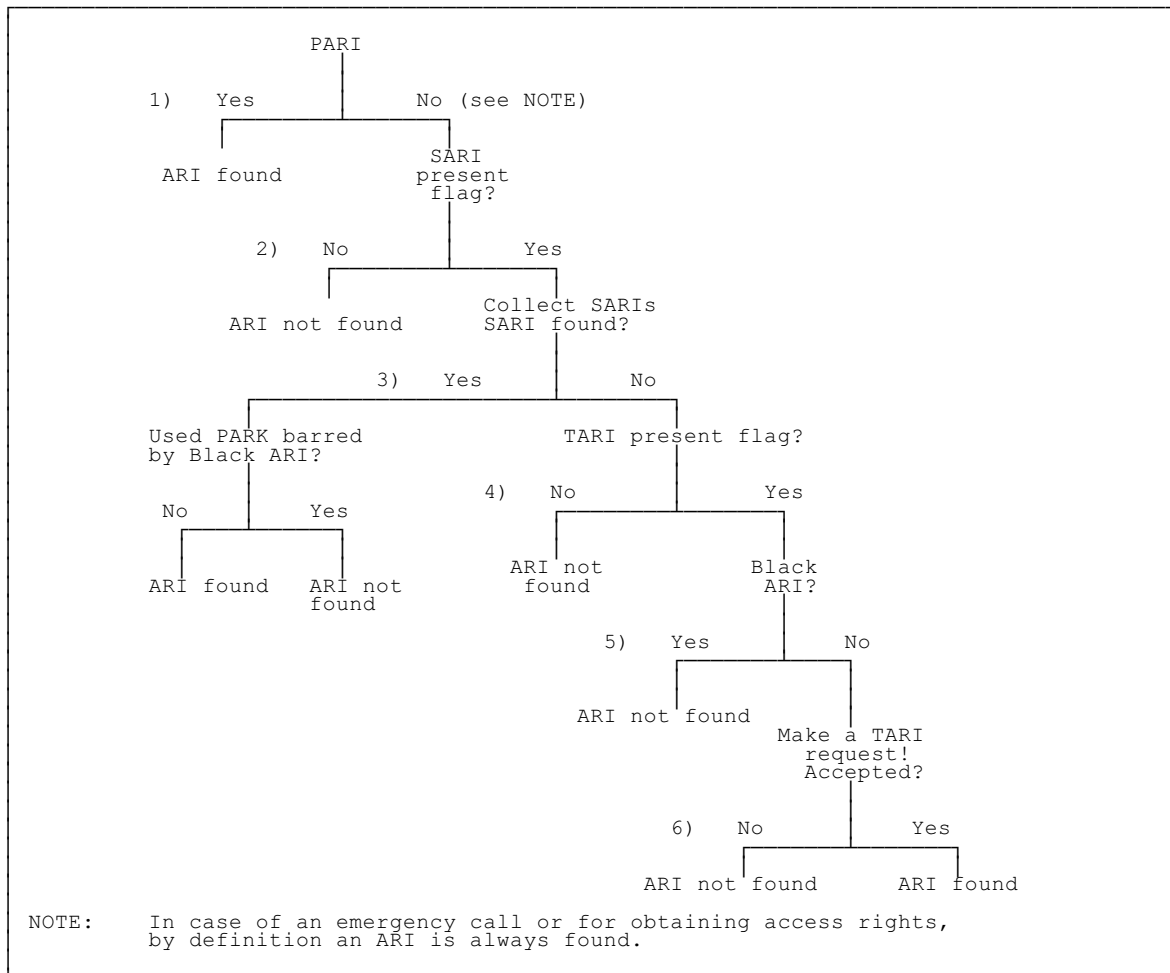 PARI
1) Yes No (see NOTE)
ARI found
SARI
present
flag?
2) No Yes
ARI not found
Collect SARIs
SARI found?
3) Yes No
Used PARK barred
by Black ARI?
TARI present flag?
No Yes
ARI found
ARI not
found
4) No Yes
ARI not
found
Black
ARI?
5) Yes No
ARI not found
Make a TARI
request!
Accepted?
6) No Yes
ARI not found ARI found
NOTE: In case of an emergency call or for obtaining access rights,
by definition an ARI is always found.